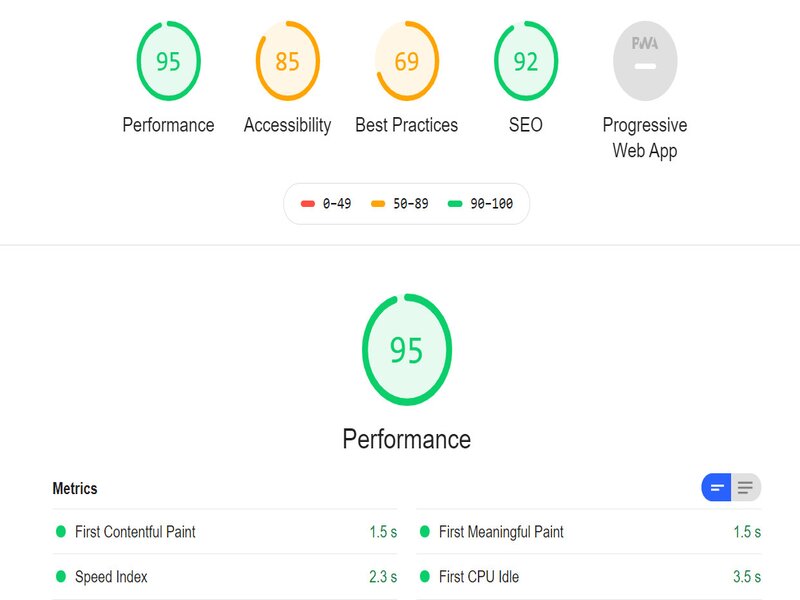 95 85 69 92 PWA
Performance Accessibility Best Practices SEO Progressive
Web App
0–49 50–89 90–100
95
Performance
Metrics
First Contentful Paint 1.5 s First Meaningful Paint 1.5 s
Speed Index 2.3 s First CPU Idle 3.5 s